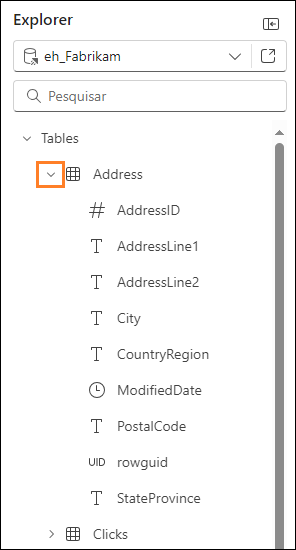 Explorer
eh_Fabrikam
Pesquisar
Tables
Address
# AddressID
T AddressLine1
T AddressLine2
T City
T CountryRegion
ModifiedDate
T PostalCode
UID rowguid
T StateProvince
Clicks